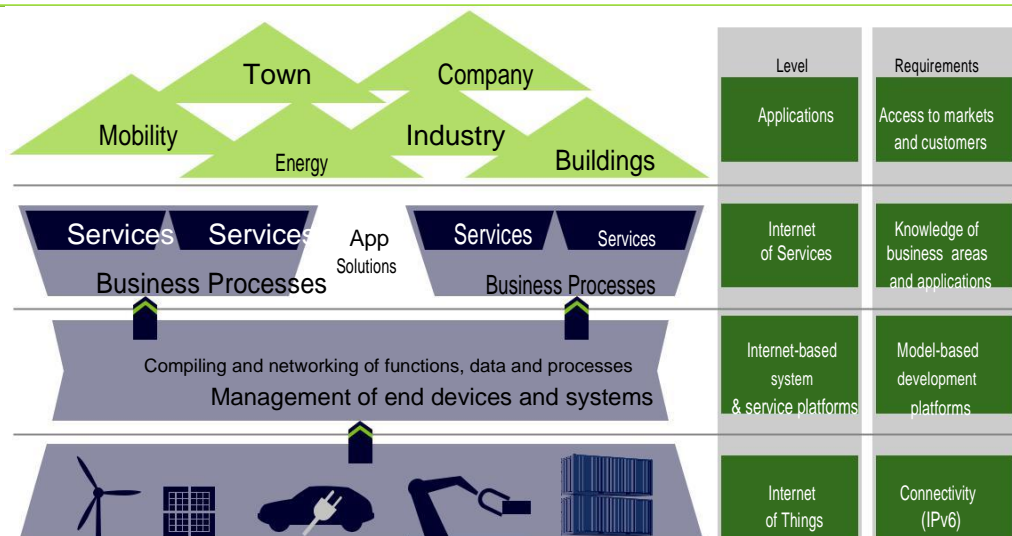 Town
Company
Mobility
Industry
Energy
Buildings
Level
Requirements
Applications
Access to markets
and customers
Services
Services
App
Solutions
Services
Services
Business Processes
Business Processes
Internet
of Services
Knowledge of
business areas
and applications
Compiling and networking of functions, data and processes
Management of end devices and systems
Internet-based
system
& service platforms
Model-based
development
platforms
Internet
of Things
Connectivity
(IPv6)